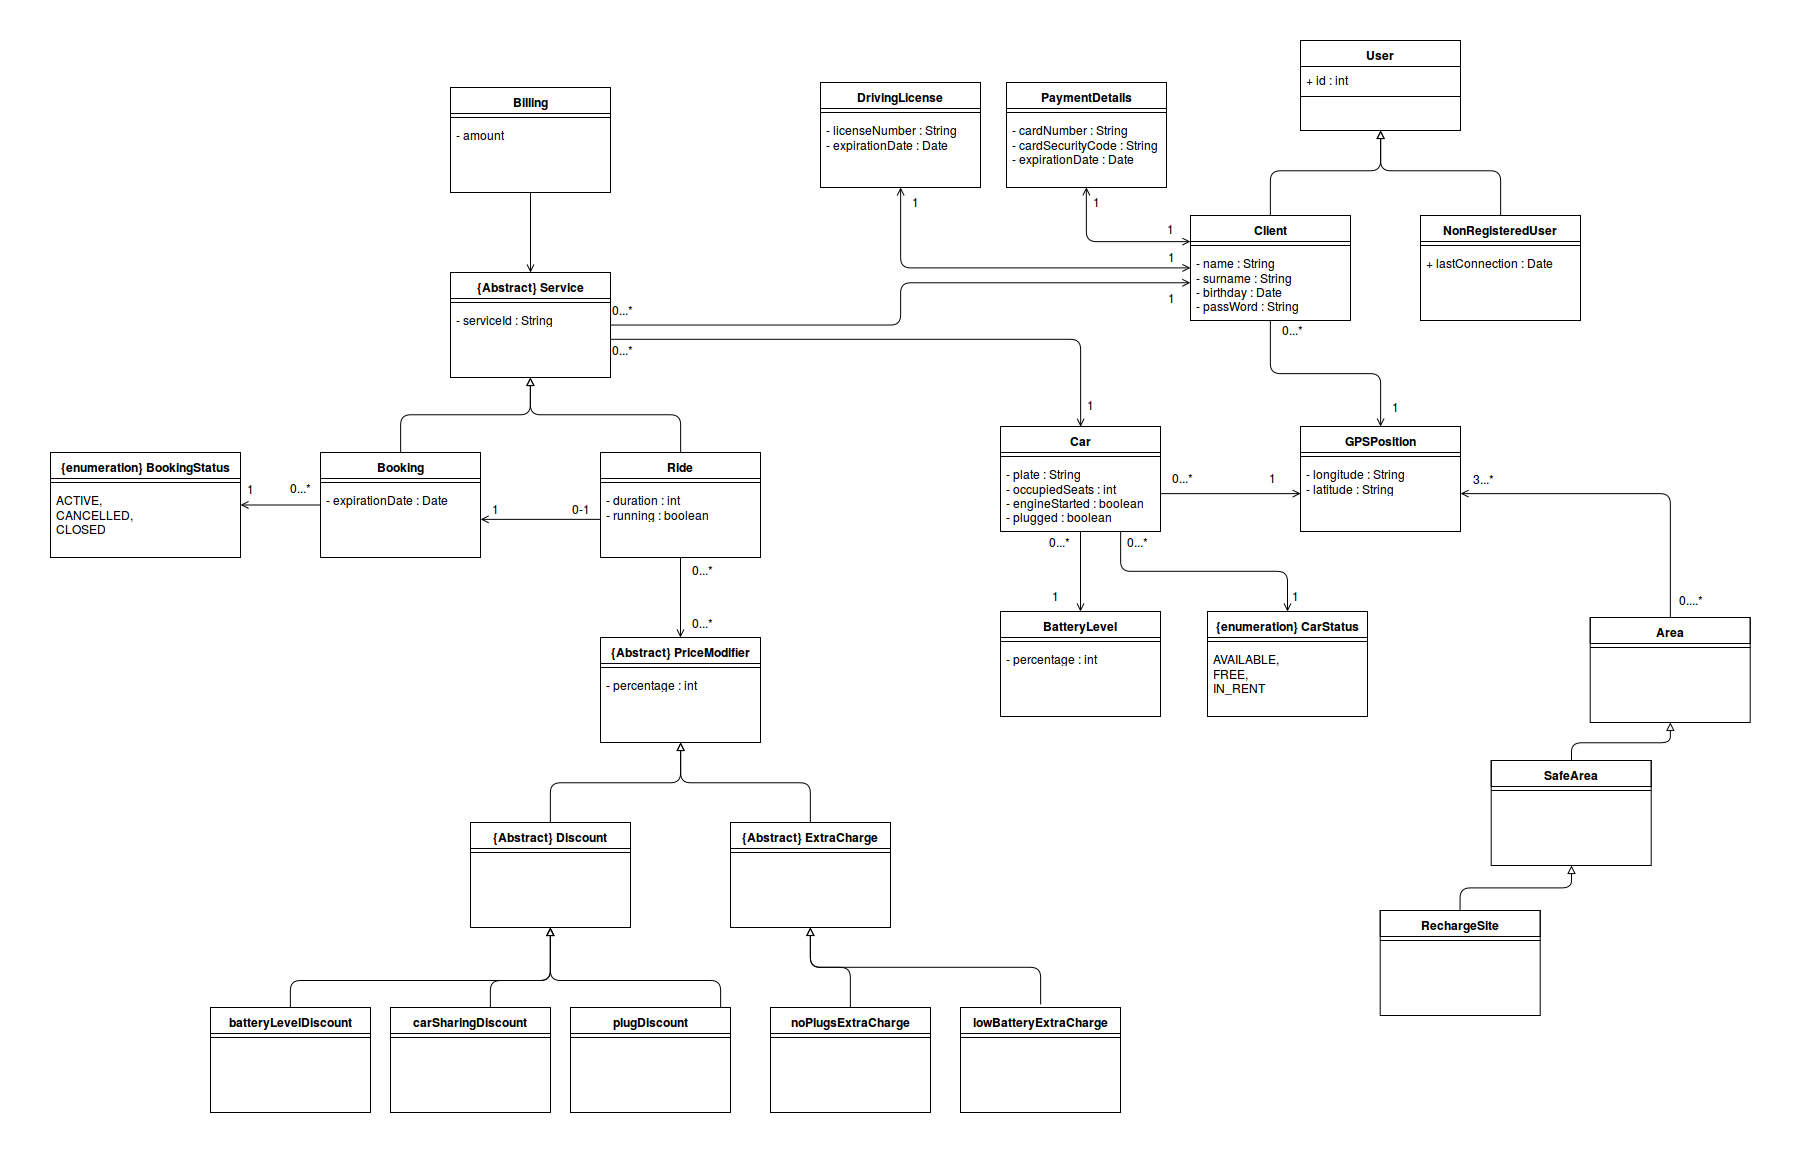 User
+ id : int
Billing
- amount
DrivingLicense
- licenseNumber : String
- expirationDate : Date
PaymentDetails
- cardNumber : String
- cardSecurityCode : String
- expirationDate : Date
1
1
1
1
1
Client
- name : String
- surname : String
- birthday : Date
- passWord : String
NonRegisteredUser
+ lastConnection : Date
{Abstract} Service
- serviceId : String
0...*
0...*
0...*
1
1
{enumeration} BookingStatus
ACTIVE,
CANCELLED,
CLOSED
1
0...*
Booking
- expirationDate : Date
1
0-1
Ride
- duration : int
- running : boolean
Car
- plate : String
- occupiedSeats : int
- engineStarted : boolean
- plugged : boolean
0...*
1
GPSPosition
- longitude : String
- latitude : String
3...*
0...*
0...*
0...*
0...*
1
1
0....*
{Abstract} PriceModifier
- percentage : int
BatteryLevel
- percentage : int
{enumeration} CarStatus
AVAILABLE,
FREE,
IN_RENT
Area
SafeArea
{Abstract} Discount
{Abstract} ExtraCharge
RechargeSite
batteryLevelDiscount
carSharingDiscount
plugDiscount
noPlugsExtraCharge
lowBatteryExtraCharge